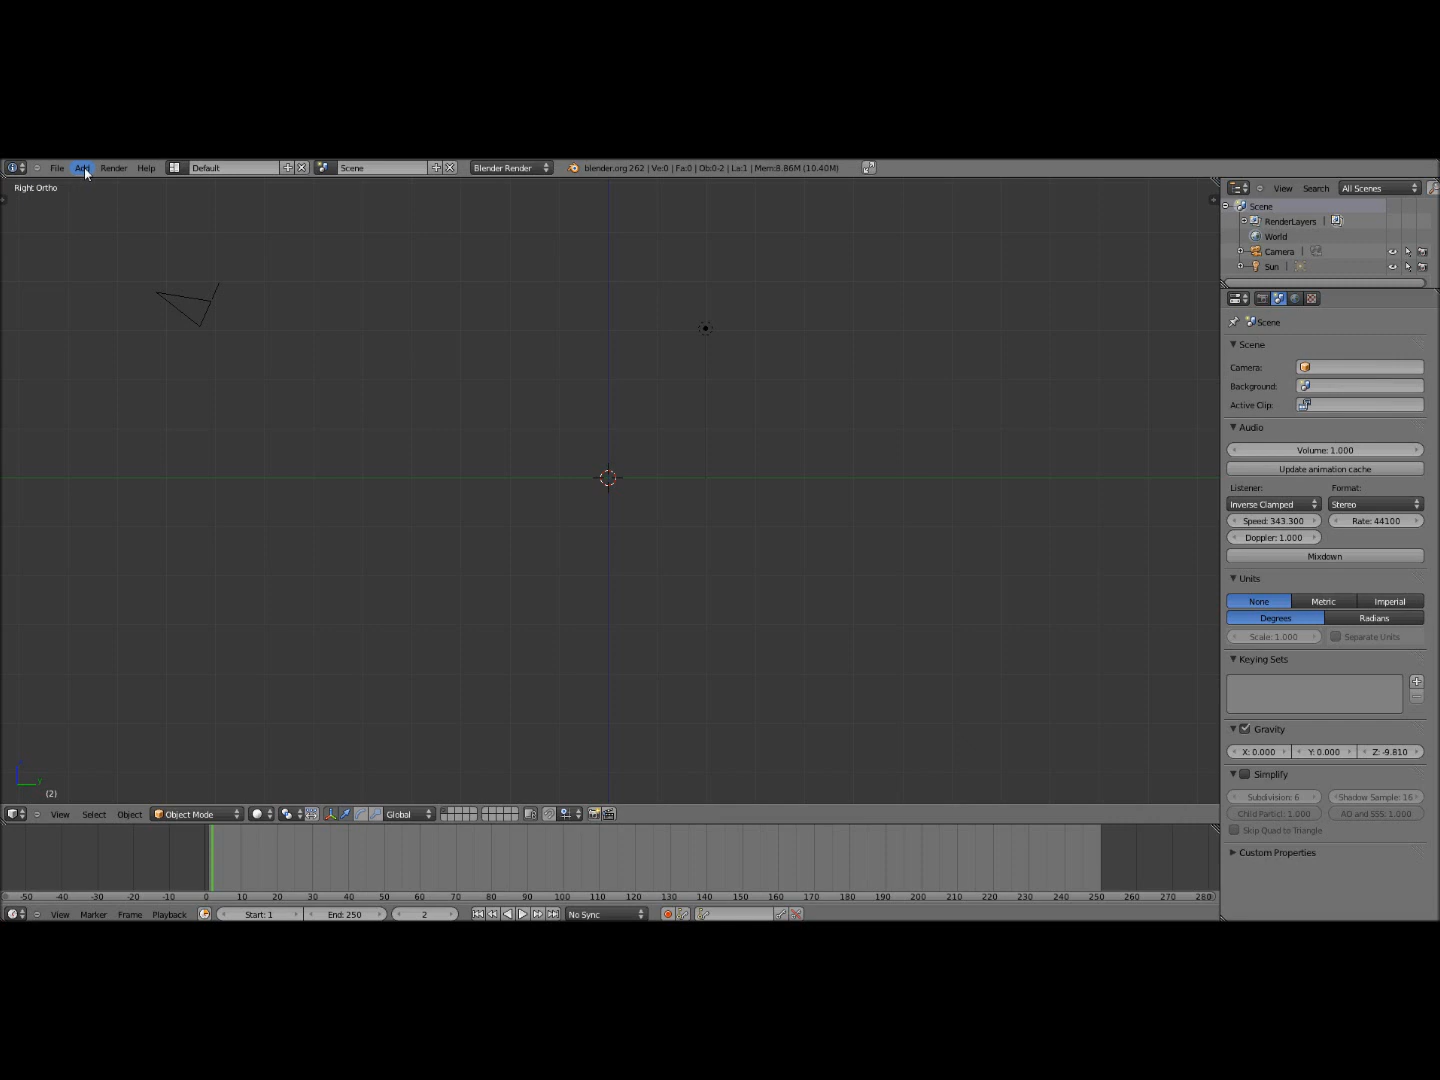 File Add Render Help Default Scene Blender Render blender.org 262 | Ve:0 | Fa:0 | Ob:0-2 | La:1 | Mem:8.86M (10.40M)
Right Ortho
View Search All Scenes
Scene
RenderLayers
World
Camera
Sun
Scene
Scene
Camera:
Background:
Active Clip:
Audio
Volume: 1.000
Update animation cache
Listener: Format:
Inverse Clamped Stereo
Speed: 343.300 Rate: 44100
Doppler: 1.000
Mixdown
Units
None Metric Imperial
Degrees Radians
Scale: 1.000 Separate Units
Keying Sets
Gravity
X: 0.000 Y: 0.000 Z: -9.810
Simplify
Subdivision: 6 Shadow Sample: 16
Child Particl: 1.000 AO and SSS: 1.000
Skip Quad to Triangle
Custom Properties
y
(2)
View Select Object Object Mode Global
-50 -40 -30 -20 -10 0 10 20 30 40 50 60 70 80 90 100 110 120 130 140 150 160 170 180 190 200 210 220 230 240 250 260 270 280
View Marker Frame Playback Start: 1 End: 250 2 No Sync